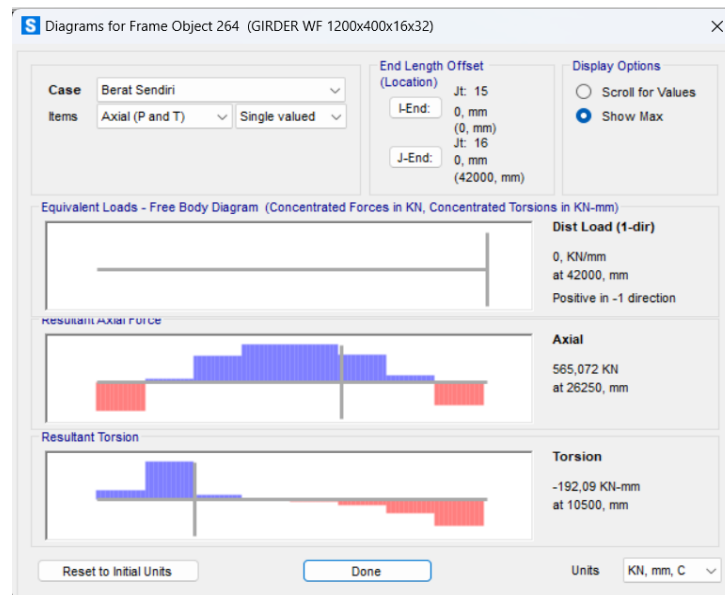 S Diagrams for Frame Object 264 (GIRDER WF 1200x400x16x32)
Case Berat Sendiri
Items Axial (P and T) Single valued
End Length Offset
(Location)
Jt: 15
I-End: 0, mm
(0, mm)
Jt: 16
J-End: 0, mm
(42000, mm)
Display Options
Scroll for Values
Show Max
Equivalent Loads - Free Body Diagram (Concentrated Forces in KN, Concentrated Torsions in KN-mm)
Dist Load (1-dir)
0, KN/mm
at 42000, mm
Positive in -1 direction
Resultant Axial Force
Axial
565,072 KN
at 26250, mm
Resultant Torsion
Torsion
-192,09 KN-mm
at 10500, mm
Reset to Initial Units Done Units KN, mm, C